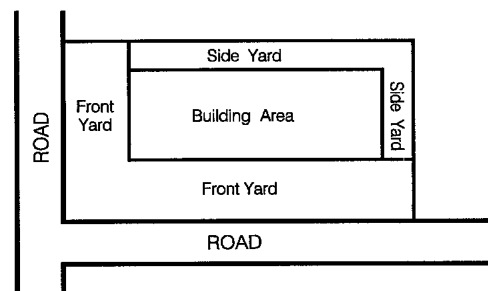 Side Yard
Front
Yard
Building Area
Side Yard
ROAD
Front Yard
ROAD